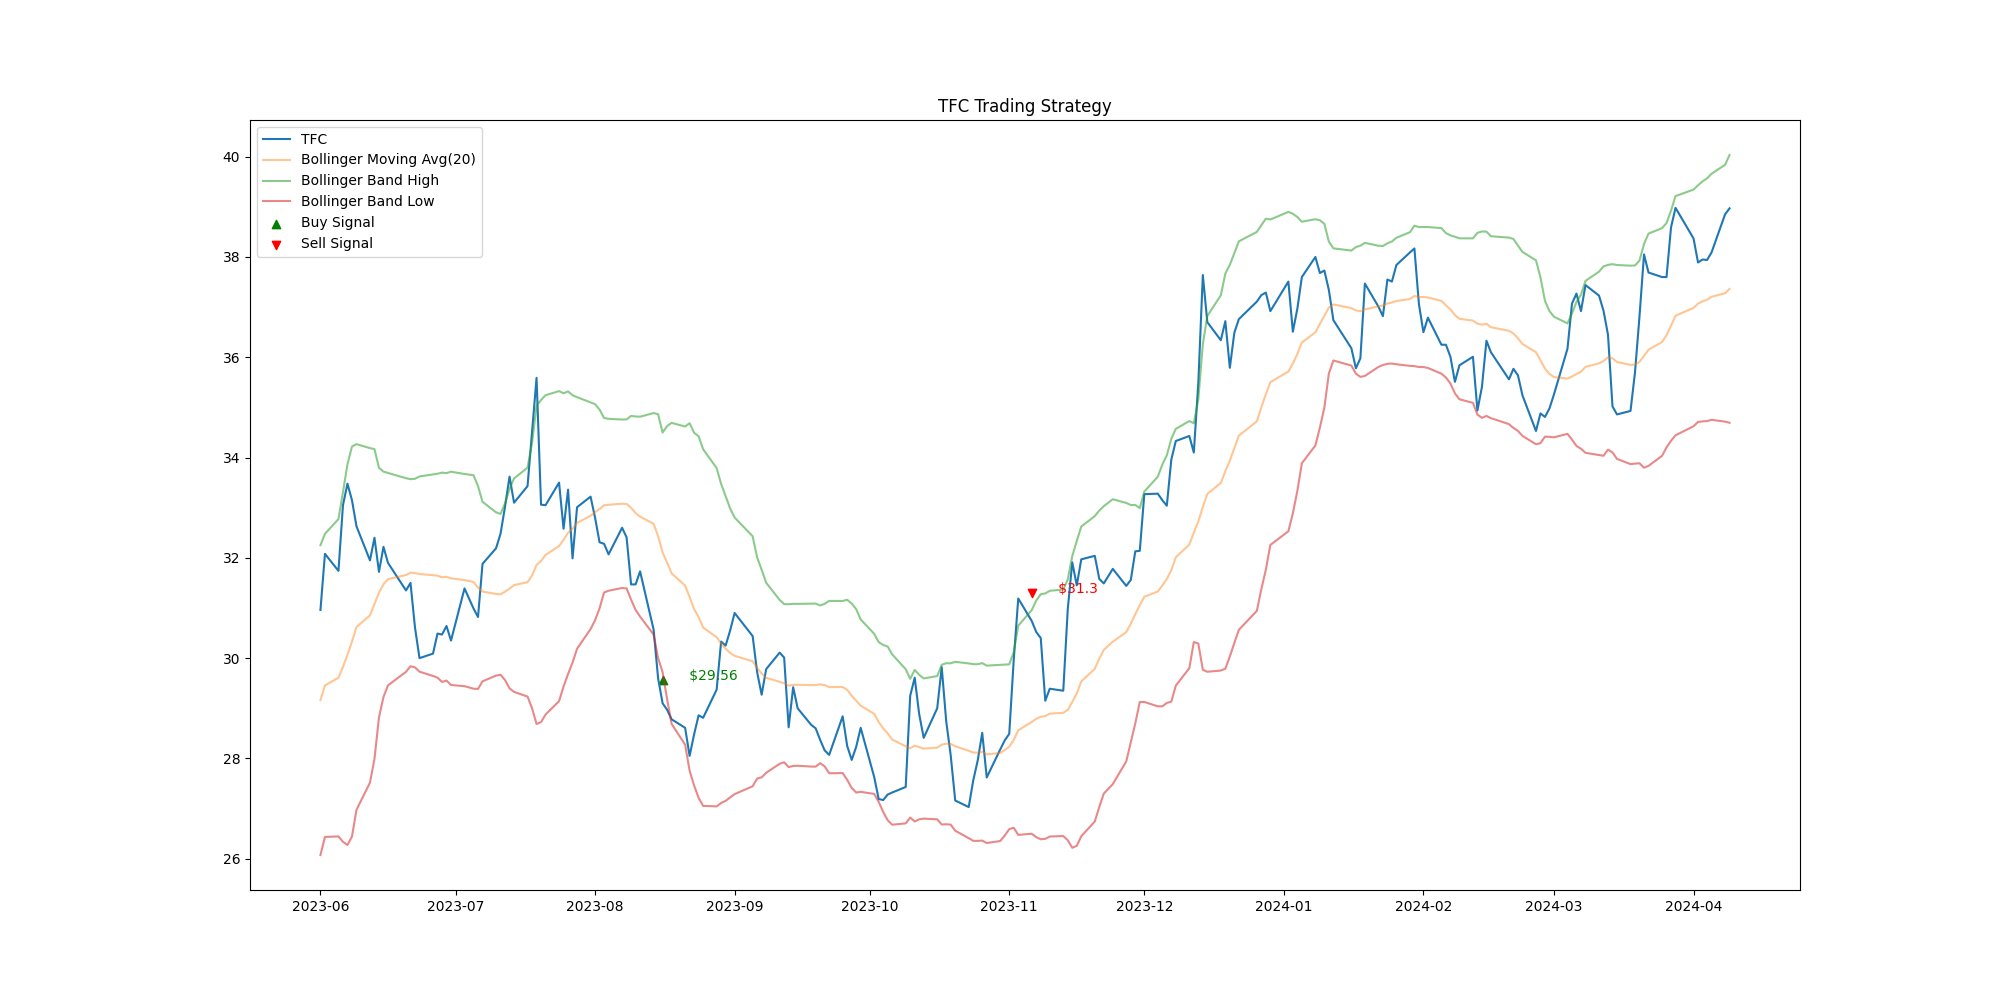 TFC Trading Strategy
TFC
Bollinger Moving Avg(20)
Bollinger Band High
Bollinger Band Low
Buy Signal
Sell Signal
40
38
36
34
32
30
28
26
$31.3
$29.56
2023-06 2023-07 2023-08 2023-09 2023-10 2023-11 2023-12 2024-01 2024-02 2024-03 2024-04